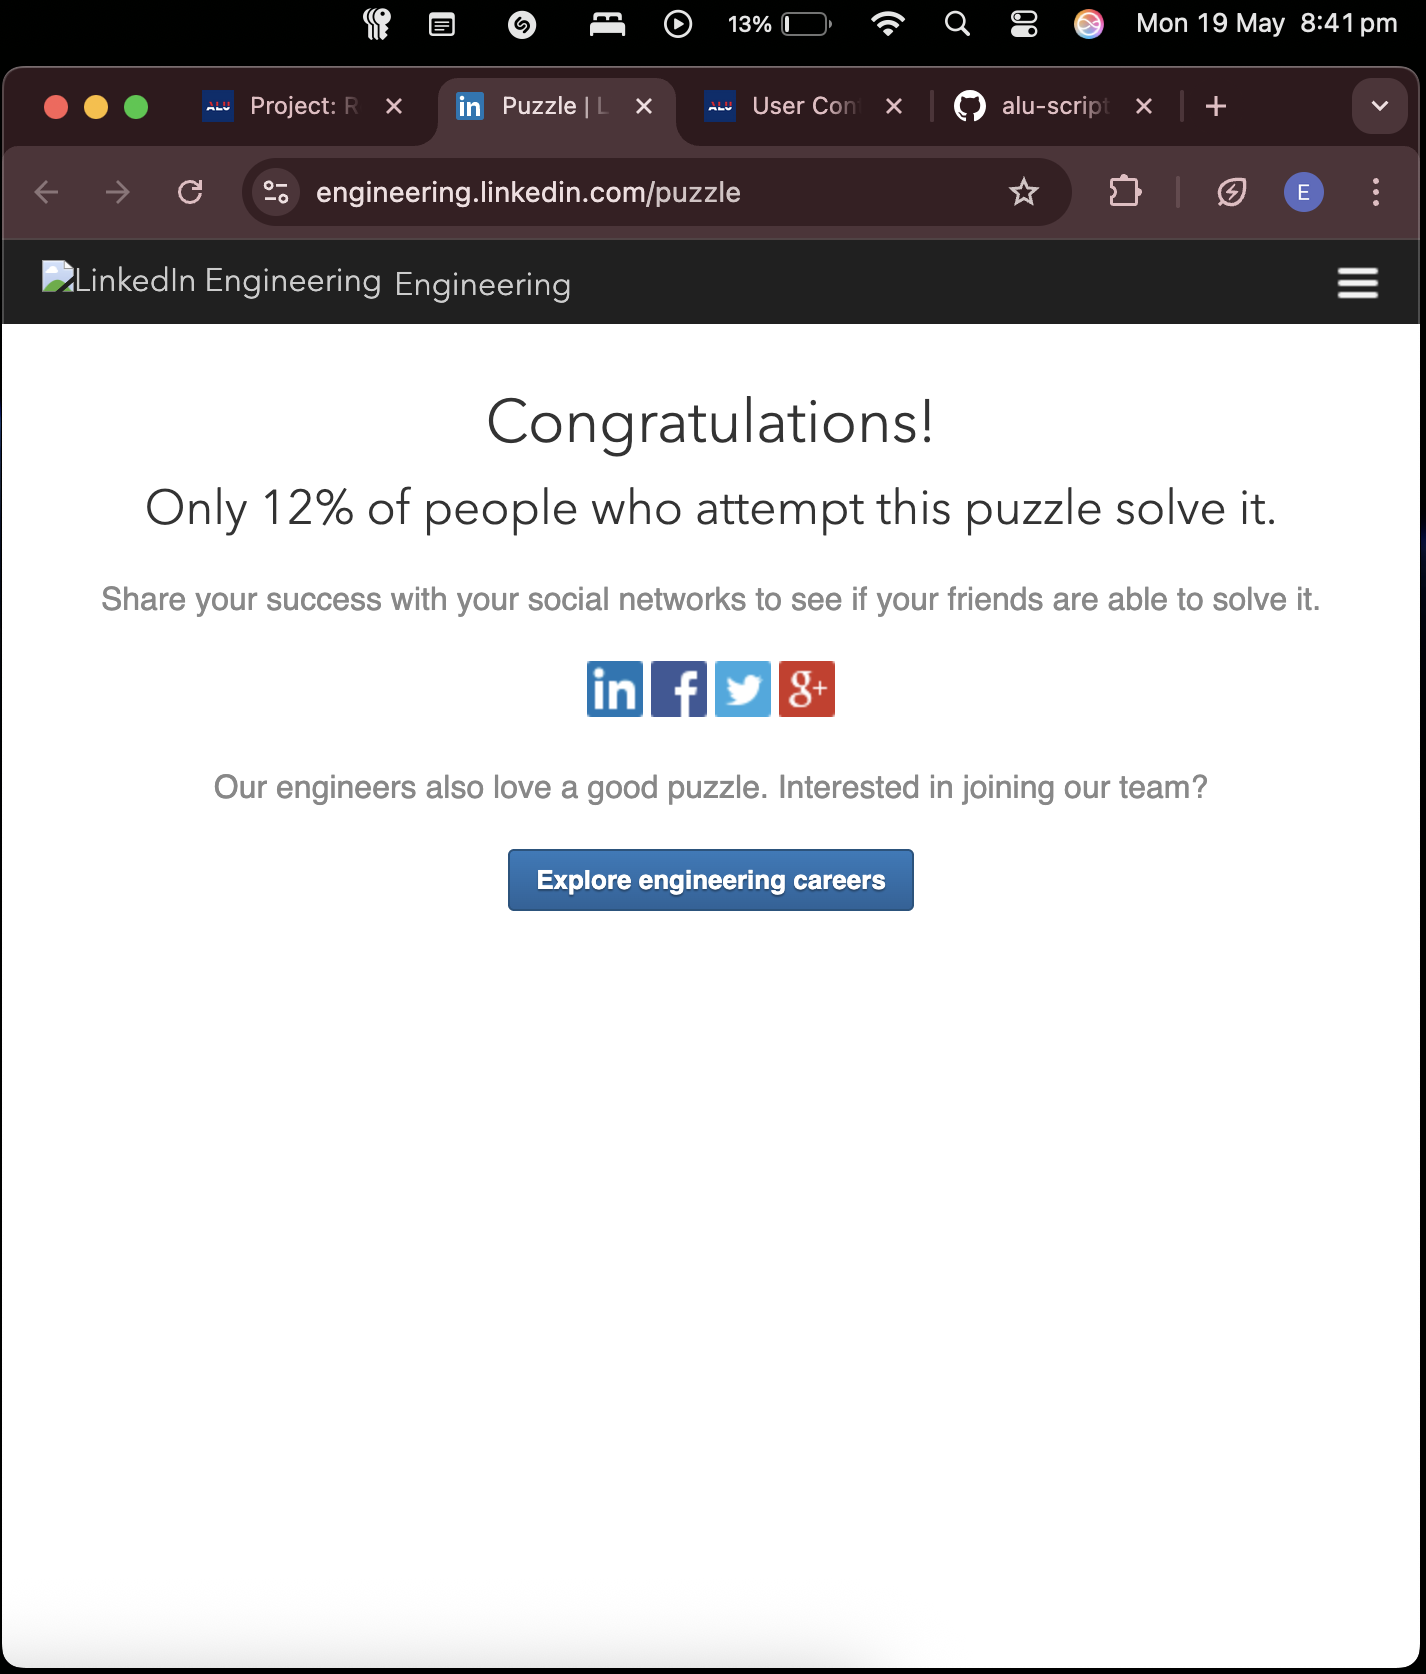 13% Mon 19 May 8:41 pm
ALU Project: R in Puzzle | L ALU User Con alu-script
engineering.linkedin.com/puzzle E
LinkedIn Engineering Engineering
Congratulations!
Only 12% of people who attempt this puzzle solve it.
Share your success with your social networks to see if your friends are able to solve it.
in f g+
Our engineers also love a good puzzle. Interested in joining our team?
Explore engineering careers